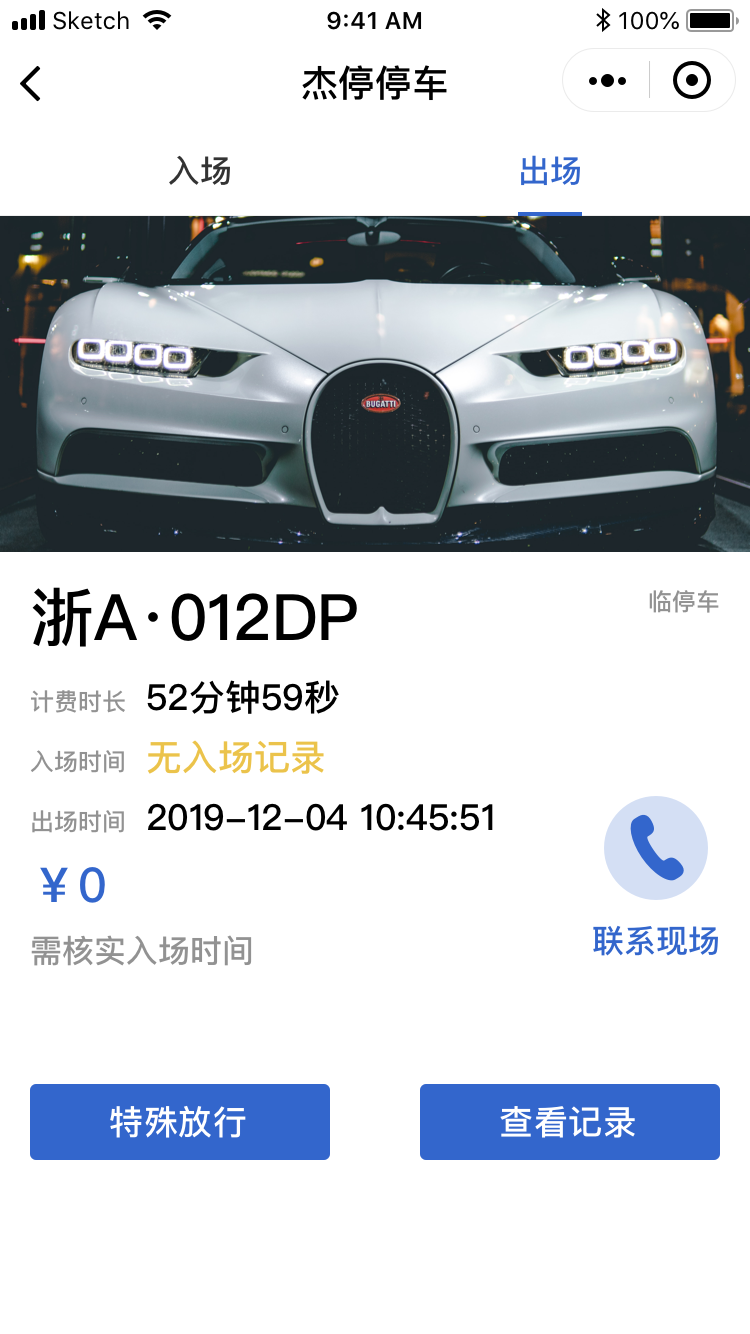 Sketch 9:41 AM 100%
杰停停车
入场 出场
BUGATTI
浙A·012DP 临停车
计费时长 52分钟59秒
入场时间 无入场记录
出场时间 2019-12-04 10:45:51
¥ 0
需核实入场时间 联系现场
特殊放行 查看记录